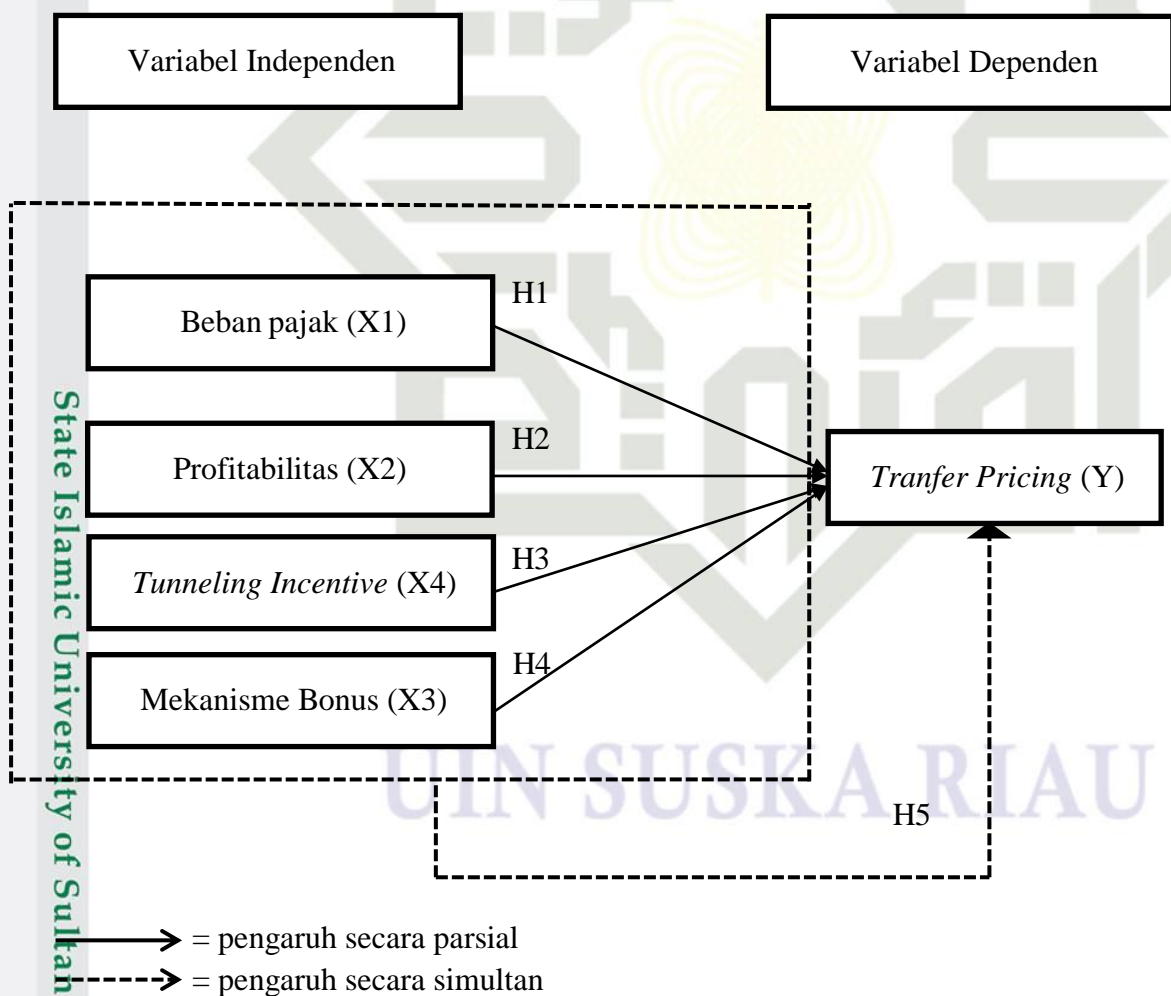 Variabel Independen
Variabel Dependen
H1
Beban pajak (X1)
H2
Profitabilitas (X2)
Tranfer Pricing (Y)
H3
Tunneling Incentive (X4)
H4
Mekanisme Bonus (X3)
H5
= pengaruh secara parsial
= pengaruh secara simultan
State Islamic University of Sultan
UIN SUSKA RIAU